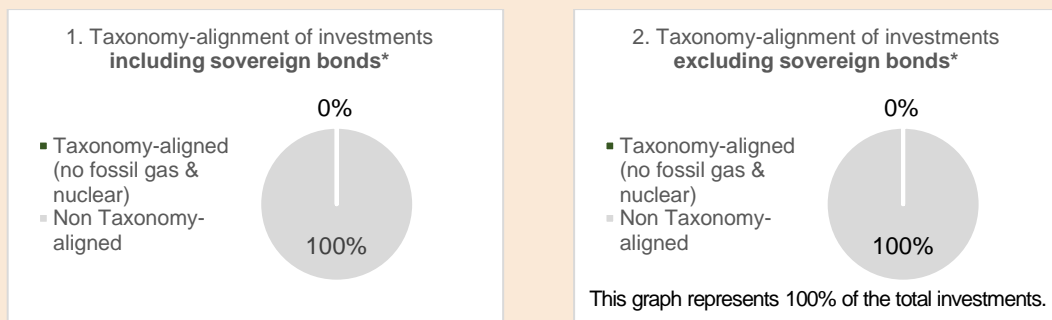 1. Taxonomy-alignment of investments
including sovereign bonds*
0%
Taxonomy-aligned
(no fossil gas &
nuclear)
Non Taxonomy-
aligned
100%
2. Taxonomy-alignment of investments
excluding sovereign bonds*
0%
Taxonomy-aligned
(no fossil gas &
nuclear)
Non Taxonomy-
aligned
100%
This graph represents 100% of the total investments.